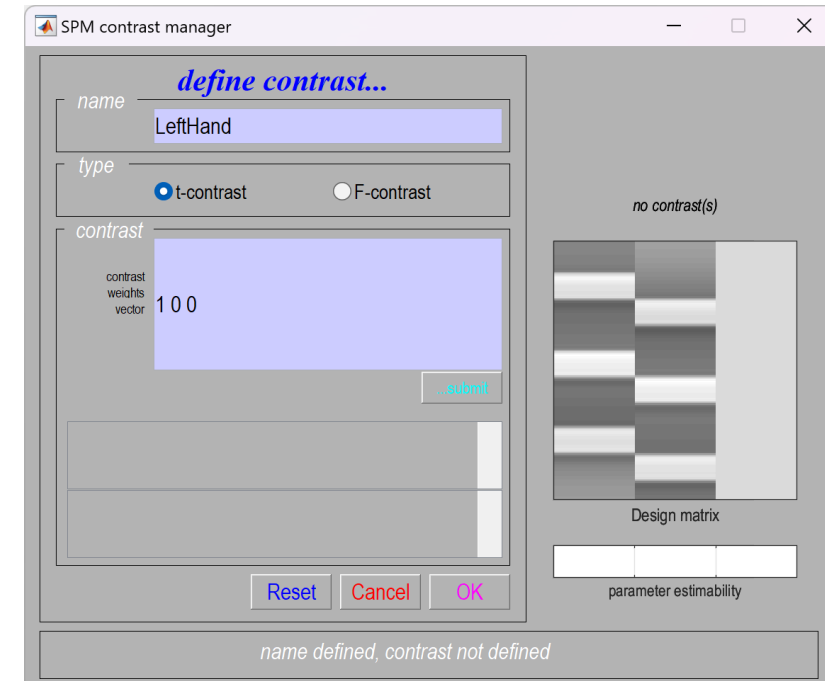 SPM contrast manager
define contrast...
name
LeftHand
type
t-contrast
F-contrast
contrast
contrast
weights
vector
1 0 0
...submit
Reset
Cancel
OK
no contrast(s)
Design matrix
parameter estimability
name defined, contrast not defined